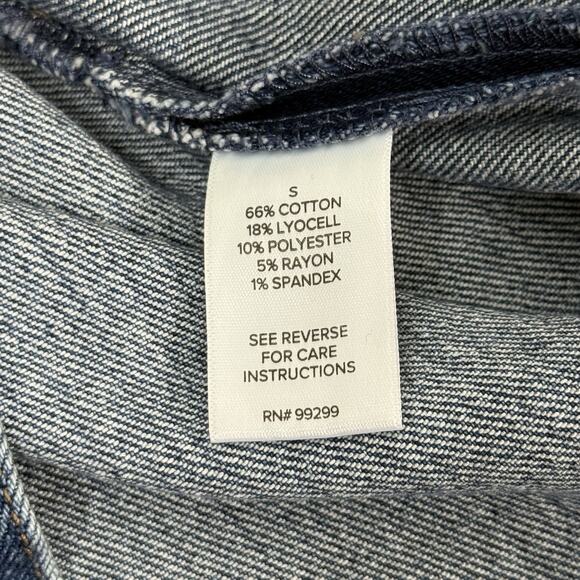 S
66% COTTON
18% LYOCELL
10% POLYESTER
5% RAYON
1% SPANDEX
SEE REVERSE
FOR CARE
INSTRUCTIONS
RN# 99299